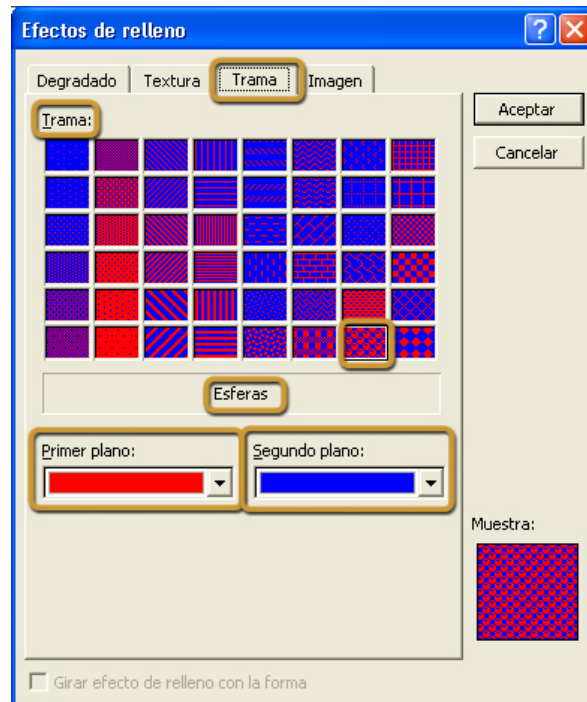 Efectos de relleno
Degradado Textura Trama Imagen
Trama:
Aceptar
Cancelar
Esferas
Primer plano: Segundo plano:
Muestra:
Girar efecto de relleno con la forma